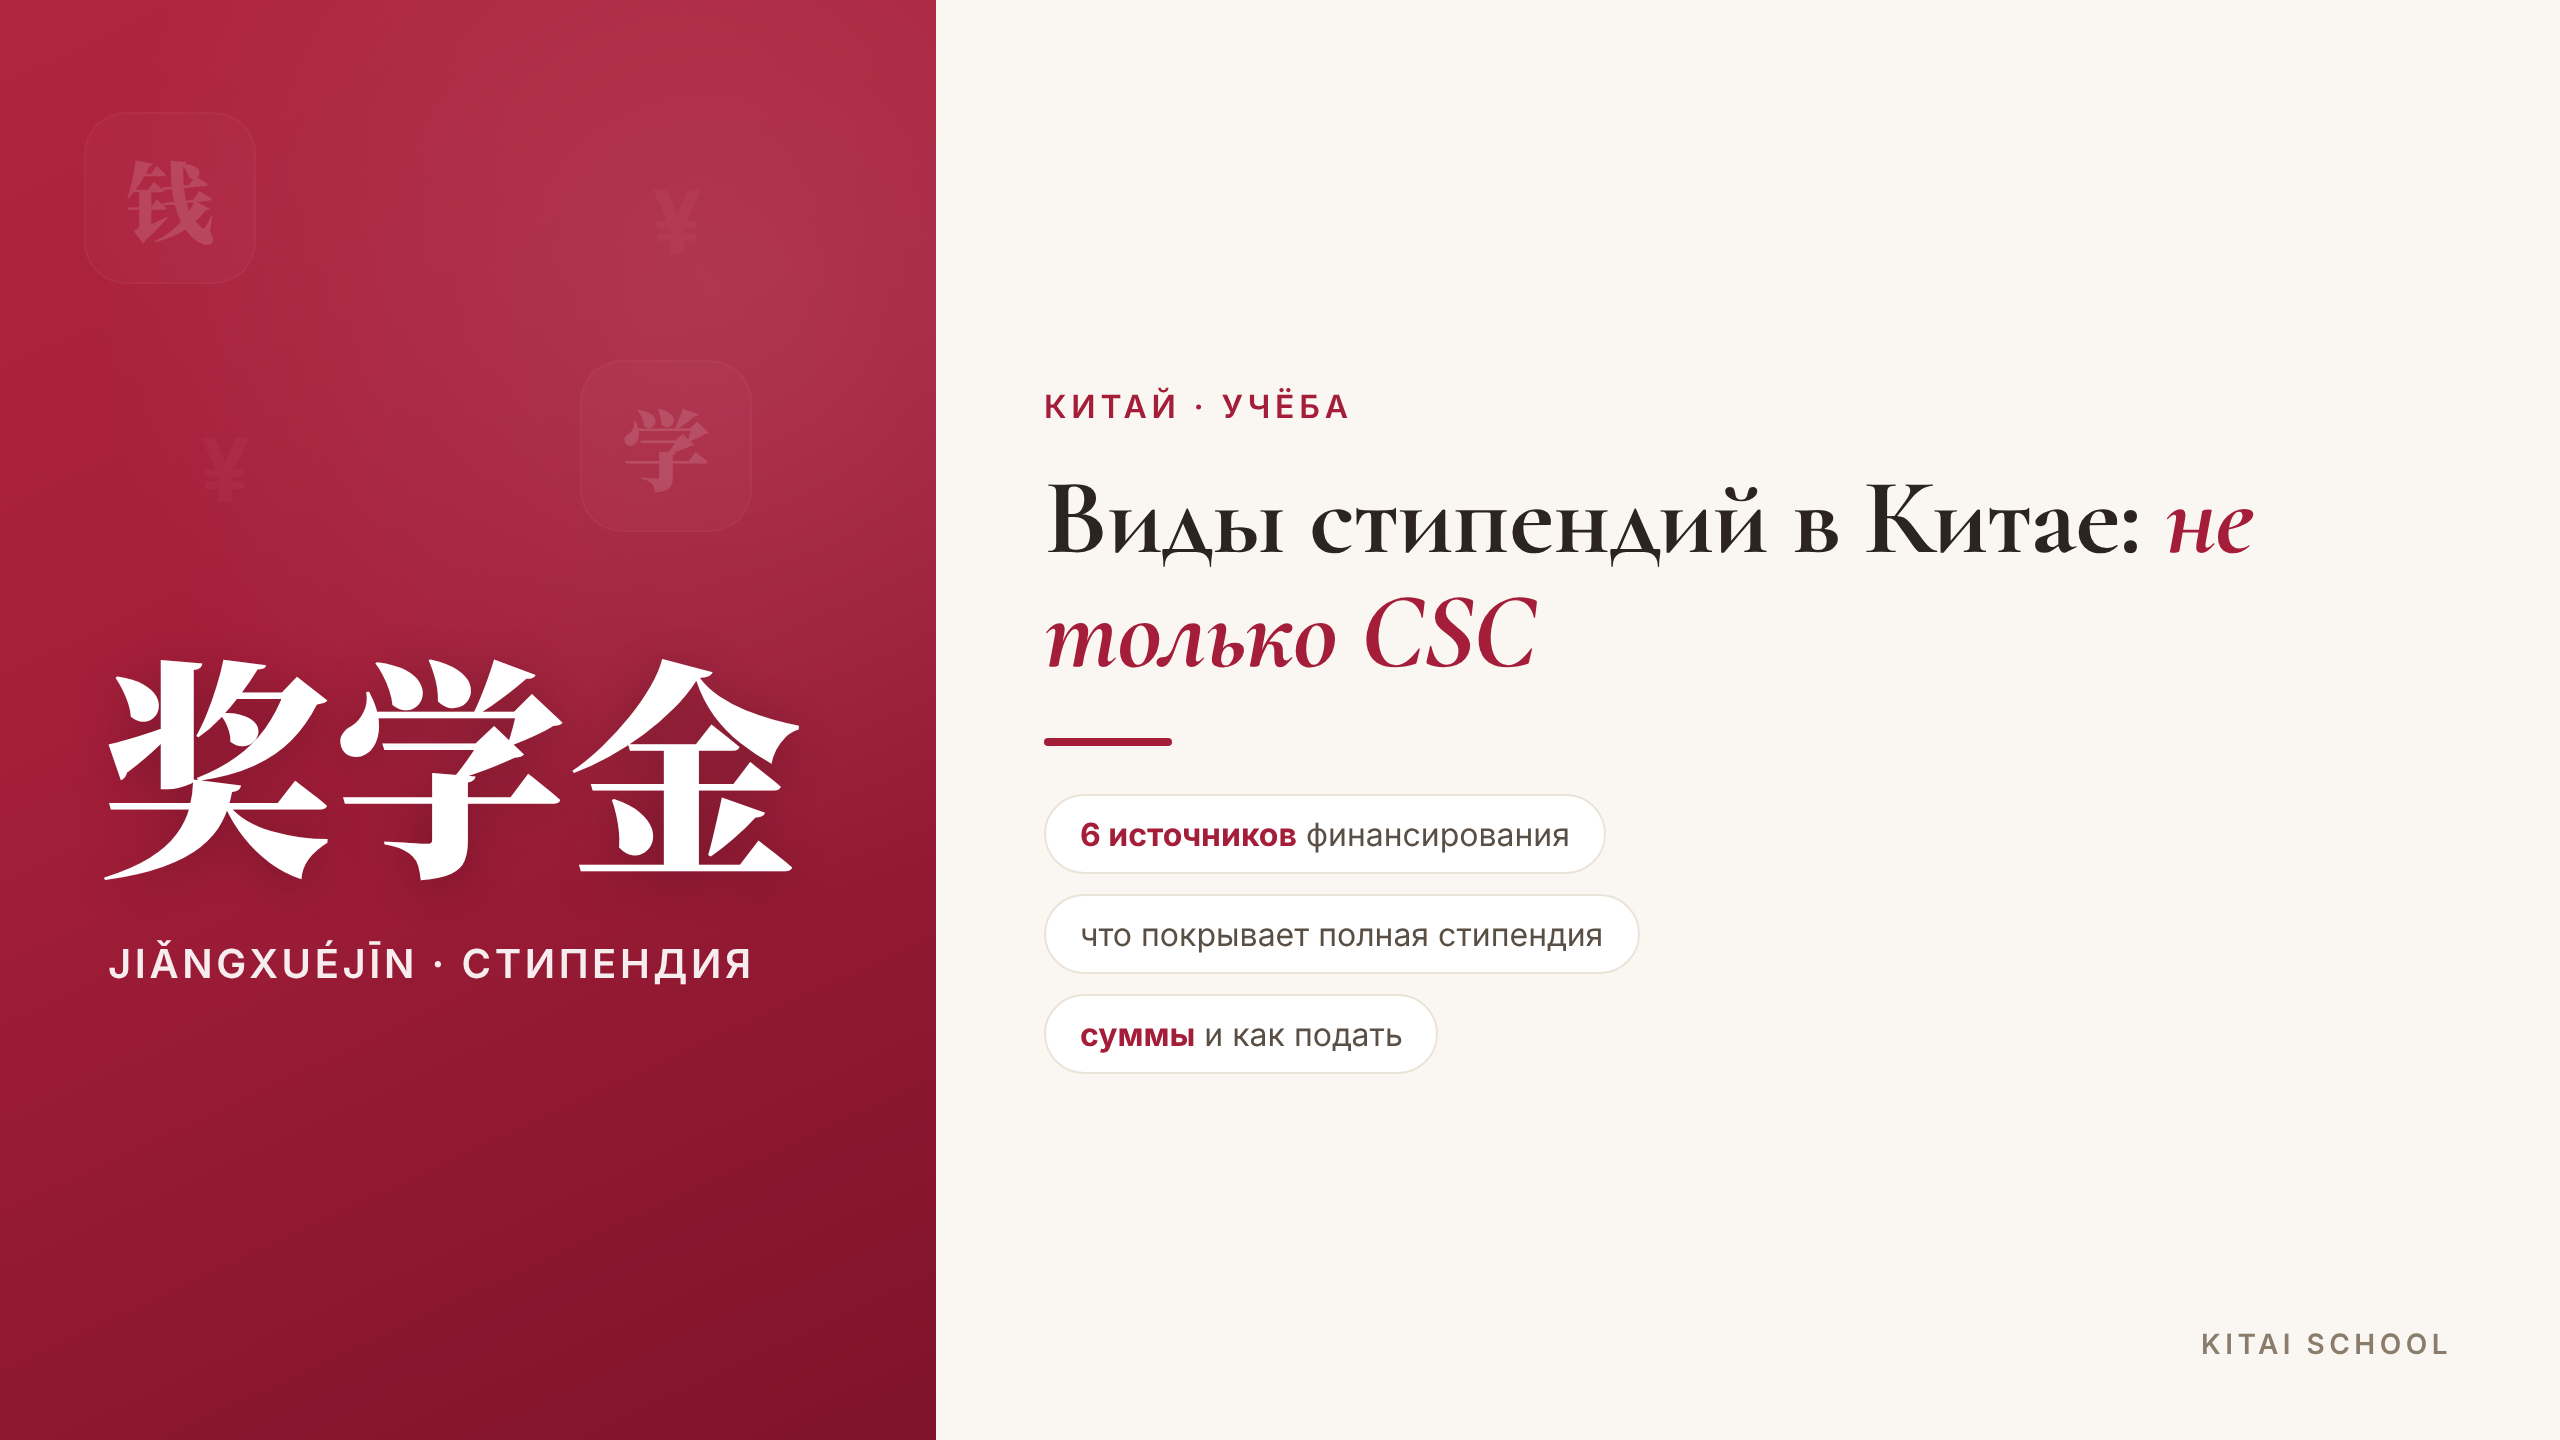 钱
¥
学
¥
奖学金
JIǍNGXUÉJĪN · СТИПЕНДИЯ
КИТАЙ · УЧЁБА
Виды стипендий в Китае: не
только CSC
6 источников финансирования
что покрывает полная стипендия
суммы и как подать
KITAI SCHOOL